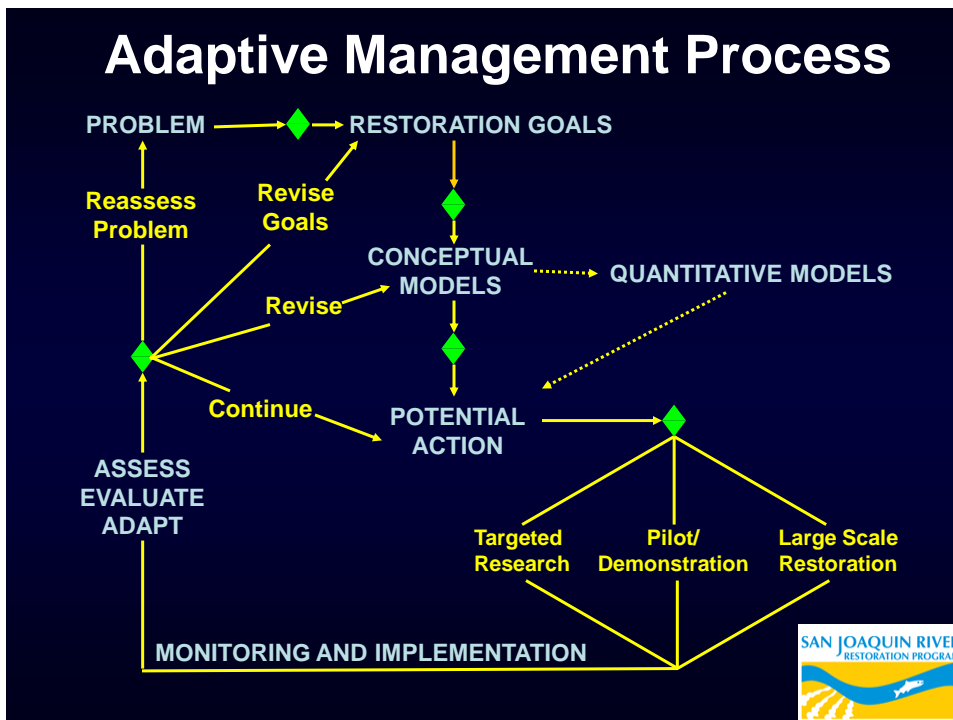 Adaptive Management Process
PROBLEM
RESTORATION GOALS
Reassess
Problem
Revise
Goals
CONCEPTUAL
MODELS
QUANTITATIVE MODELS
Revise
Continue
POTENTIAL
ACTION
ASSESS
EVALUATE
ADAPT
Targeted
Research
Pilot/
Demonstration
Large Scale
Restoration
MONITORING AND IMPLEMENTATION
SAN JOAQUIN RIVE
RESTORATION PROGRA